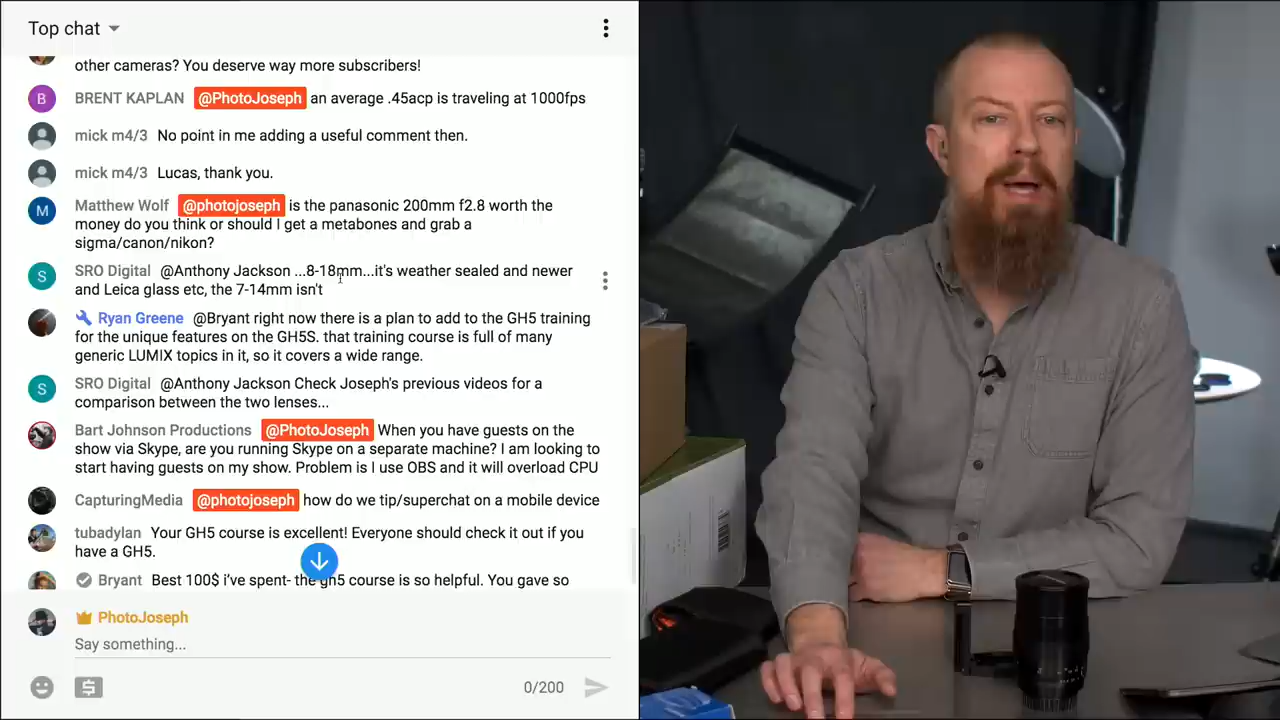 Top chat
other cameras? You deserve way more subscribers!
B BRENT KAPLAN @PhotoJoseph an average .45acp is traveling at 1000fps
mick m4/3 No point in me adding a useful comment then.
mick m4/3 Lucas, thank you.
M Matthew Wolf @photojoseph is the panasonic 200mm f2.8 worth the
money do you think or should I get a metabones and grab a
sigma/canon/nikon?
S SRO Digital @Anthony Jackson ...8-18mm...it's weather sealed and newer
and Leica glass etc, the 7-14mm isn't
Ryan Greene @Bryant right now there is a plan to add to the GH5 training
for the unique features on the GH5S. that training course is full of many
generic LUMIX topics in it, so it covers a wide range.
S SRO Digital @Anthony Jackson Check Joseph's previous videos for a
comparison between the two lenses...
Bart Johnson Productions @PhotoJoseph When you have guests on the
show via Skype, are you running Skype on a separate machine? I am looking to
start having guests on my show. Problem is I use OBS and it will overload CPU
CapturingMedia @photojoseph how do we tip/superchat on a mobile device
tubadylan Your GH5 course is excellent! Everyone should check it out if you
have a GH5.
Bryant Best 100$ i've spent- the gh5 course is so helpful. You gave so
PhotoJoseph
Say something...
$ 0/200